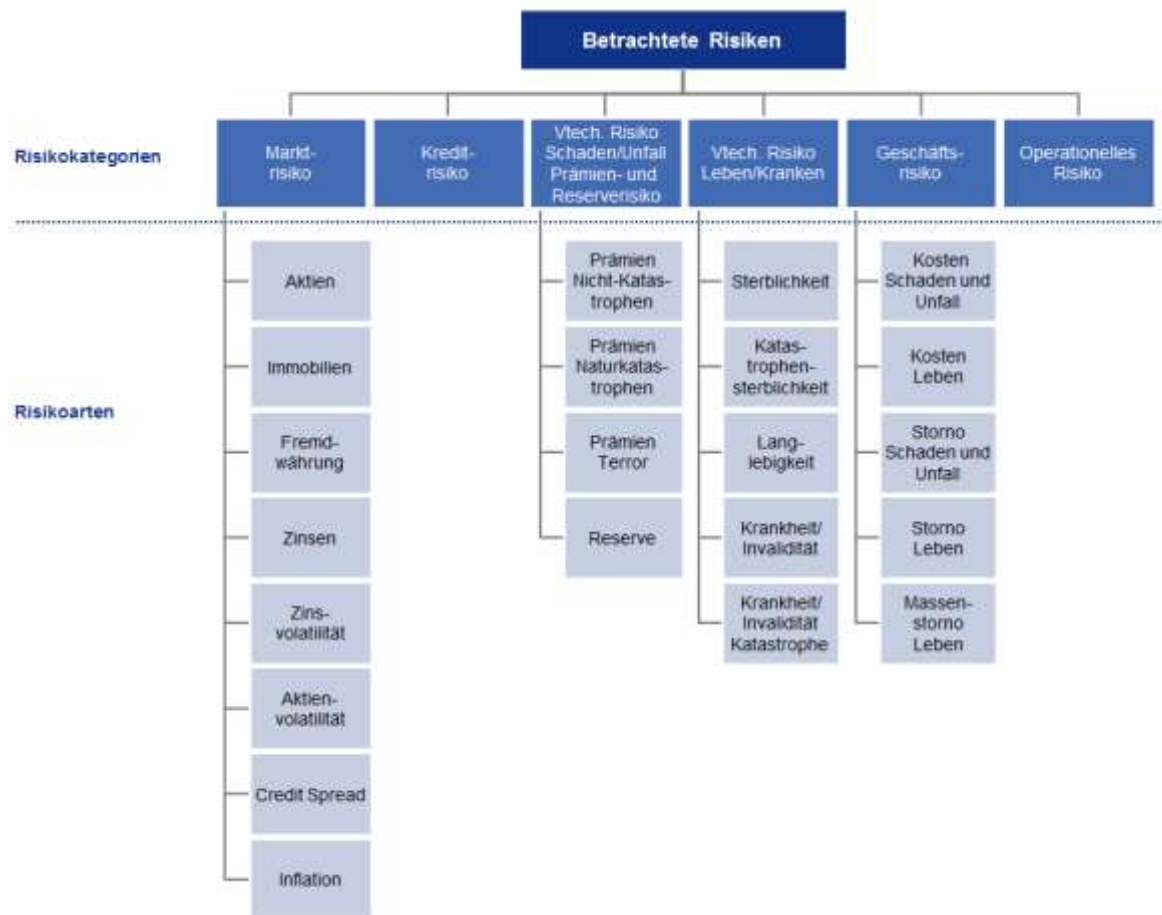 Betrachtete Risiken
Risikokategorien
Markt-
risiko
Kredit-
risiko
Vtech. Risiko
Schaden/Unfall
Prämien- und
Reserverisiko
Vtech. Risiko
Leben/Kranken
Geschäfts-
risiko
Operationelles
Risiko
Risikoarten
Aktien
Immobilien
Fremd-
währung
Zinsen
Zins-
volatilität
Aktien-
volatilität
Credit Spread
Inflation
Prämien
Nicht-Katas-
trophen
Prämien
Naturkatas-
trophen
Prämien
Terror
Reserve
Sterblichkeit
Katas-
trophen-
sterblichkeit
Lang-
lebigkeit
Krankheit/
Invalidität
Krankheit/
Invalidität
Katastrophe
Kosten
Schaden und
Unfall
Kosten
Leben
Storno
Schaden und
Unfall
Storno
Leben
Massen-
storno
Leben